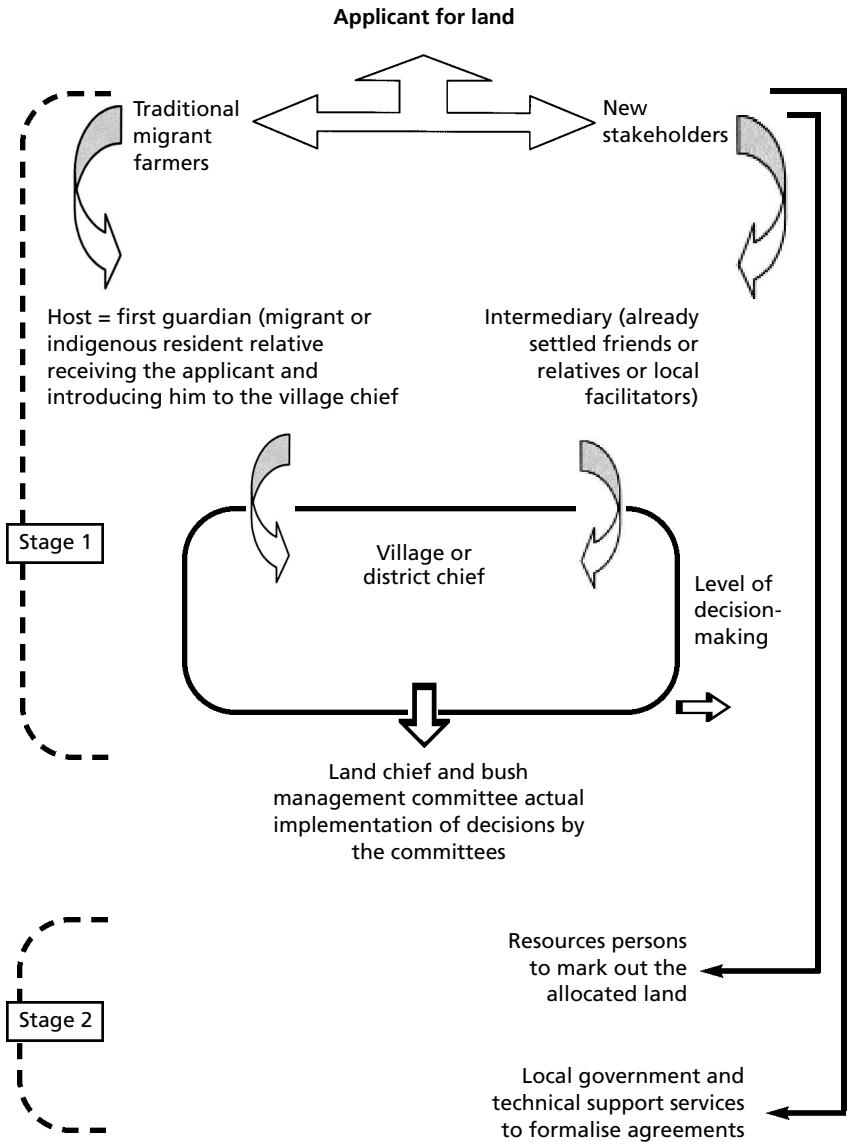 Applicant for land
Traditional
migrant
farmers
New
stakeholders
Host = first guardian (migrant or
indigenous resident relative
receiving the applicant and
introducing him to the village chief
Intermediary (already
settled friends or
relatives or local
facilitators)
Stage 1
Village or
district chief
Level of
decision-
making
Land chief and bush
management committee actual
implementation of decisions by
the committees
Resources persons
to mark out the
allocated land
Stage 2
Local government and
technical support services
to formalise agreements